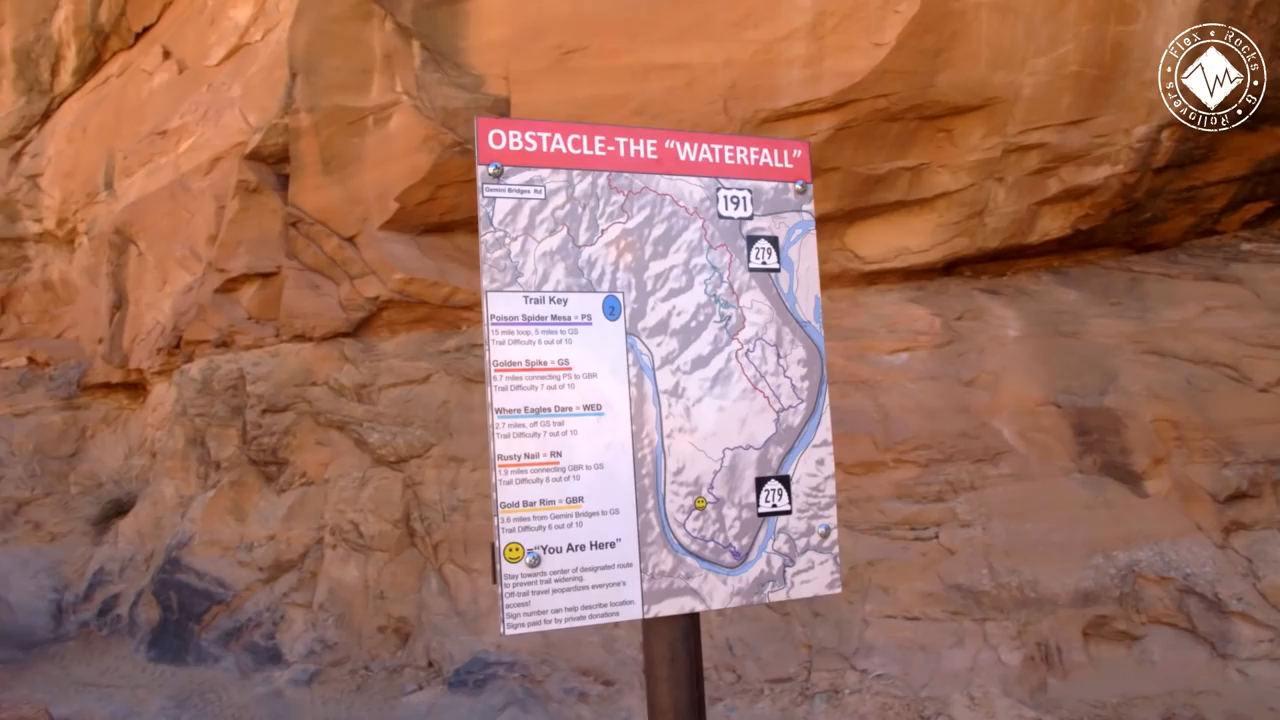 OBSTACLE-THE “WATERFALL”
Gemini Bridges Rd
191
279
Trail Key
2
Poison Spider Mesa = PS
15 mile loop, 5 miles to GS
Trail Difficulty 6 out of 10
Golden Spike = GS
6.7 miles connecting PS to GBR
Trail Difficulty 7 out of 10
Where Eagles Dare = WED
2.7 miles, off GS trail
Trail Difficulty 7 out of 10
Rusty Nail = RN
1.9 miles connecting GBR to GS
Trail Difficulty 8 out of 10
Gold Bar Rim = GBR
3.6 miles from Gemini Bridges to GS
Trail Difficulty 6 out of 10
=“You Are Here”
Stay towards center of designated route
to prevent trail widening.
Off-trail travel jeopardizes everyone's
access!
Sign number can help describe location.
Signs paid for by private donations
279
Flex & Rocks & Rollovers